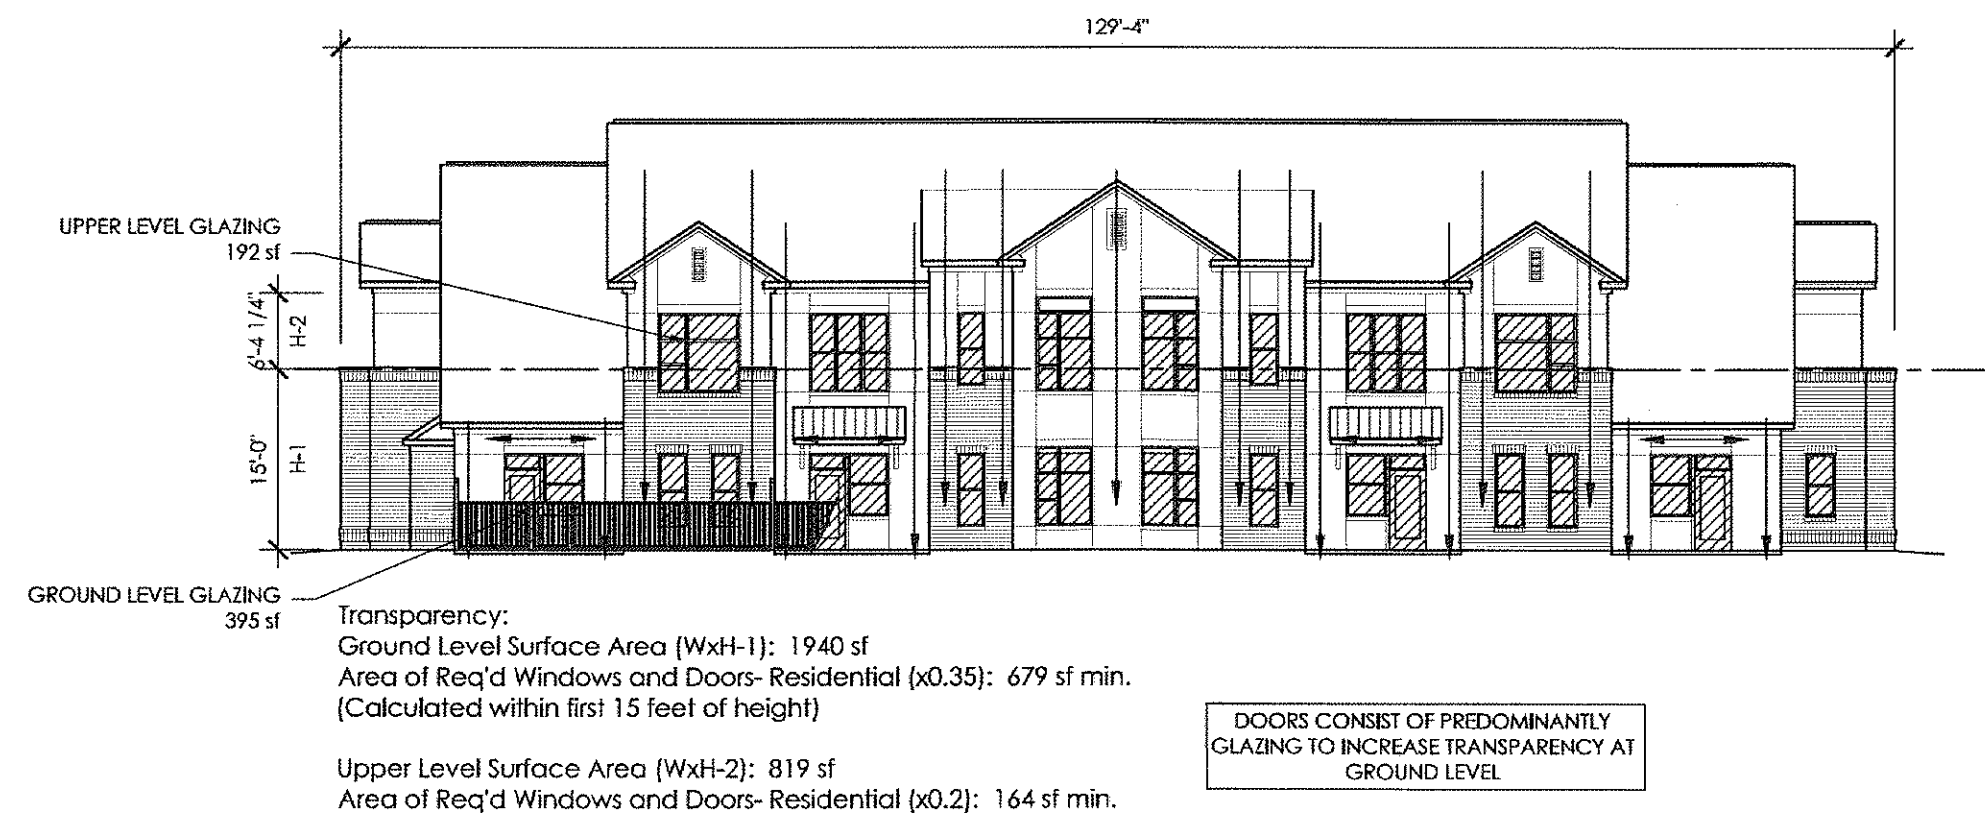 129'-4"
UPPER LEVEL GLAZING
192 sf
6'-4 1/4"
H-2
15'-0"
H-1
GROUND LEVEL GLAZING
395 sf
Transparency:
Ground Level Surface Area (WxH-1): 1940 sf
Area of Req'd Windows and Doors- Residential (x0.35): 679 sf min.
(Calculated within first 15 feet of height)
Upper Level Surface Area (WxH-2): 819 sf
Area of Req'd Windows and Doors- Residential (x0.2): 164 sf min.
DOORS CONSIST OF PREDOMINANTLY
GLAZING TO INCREASE TRANSPARENCY AT
GROUND LEVEL